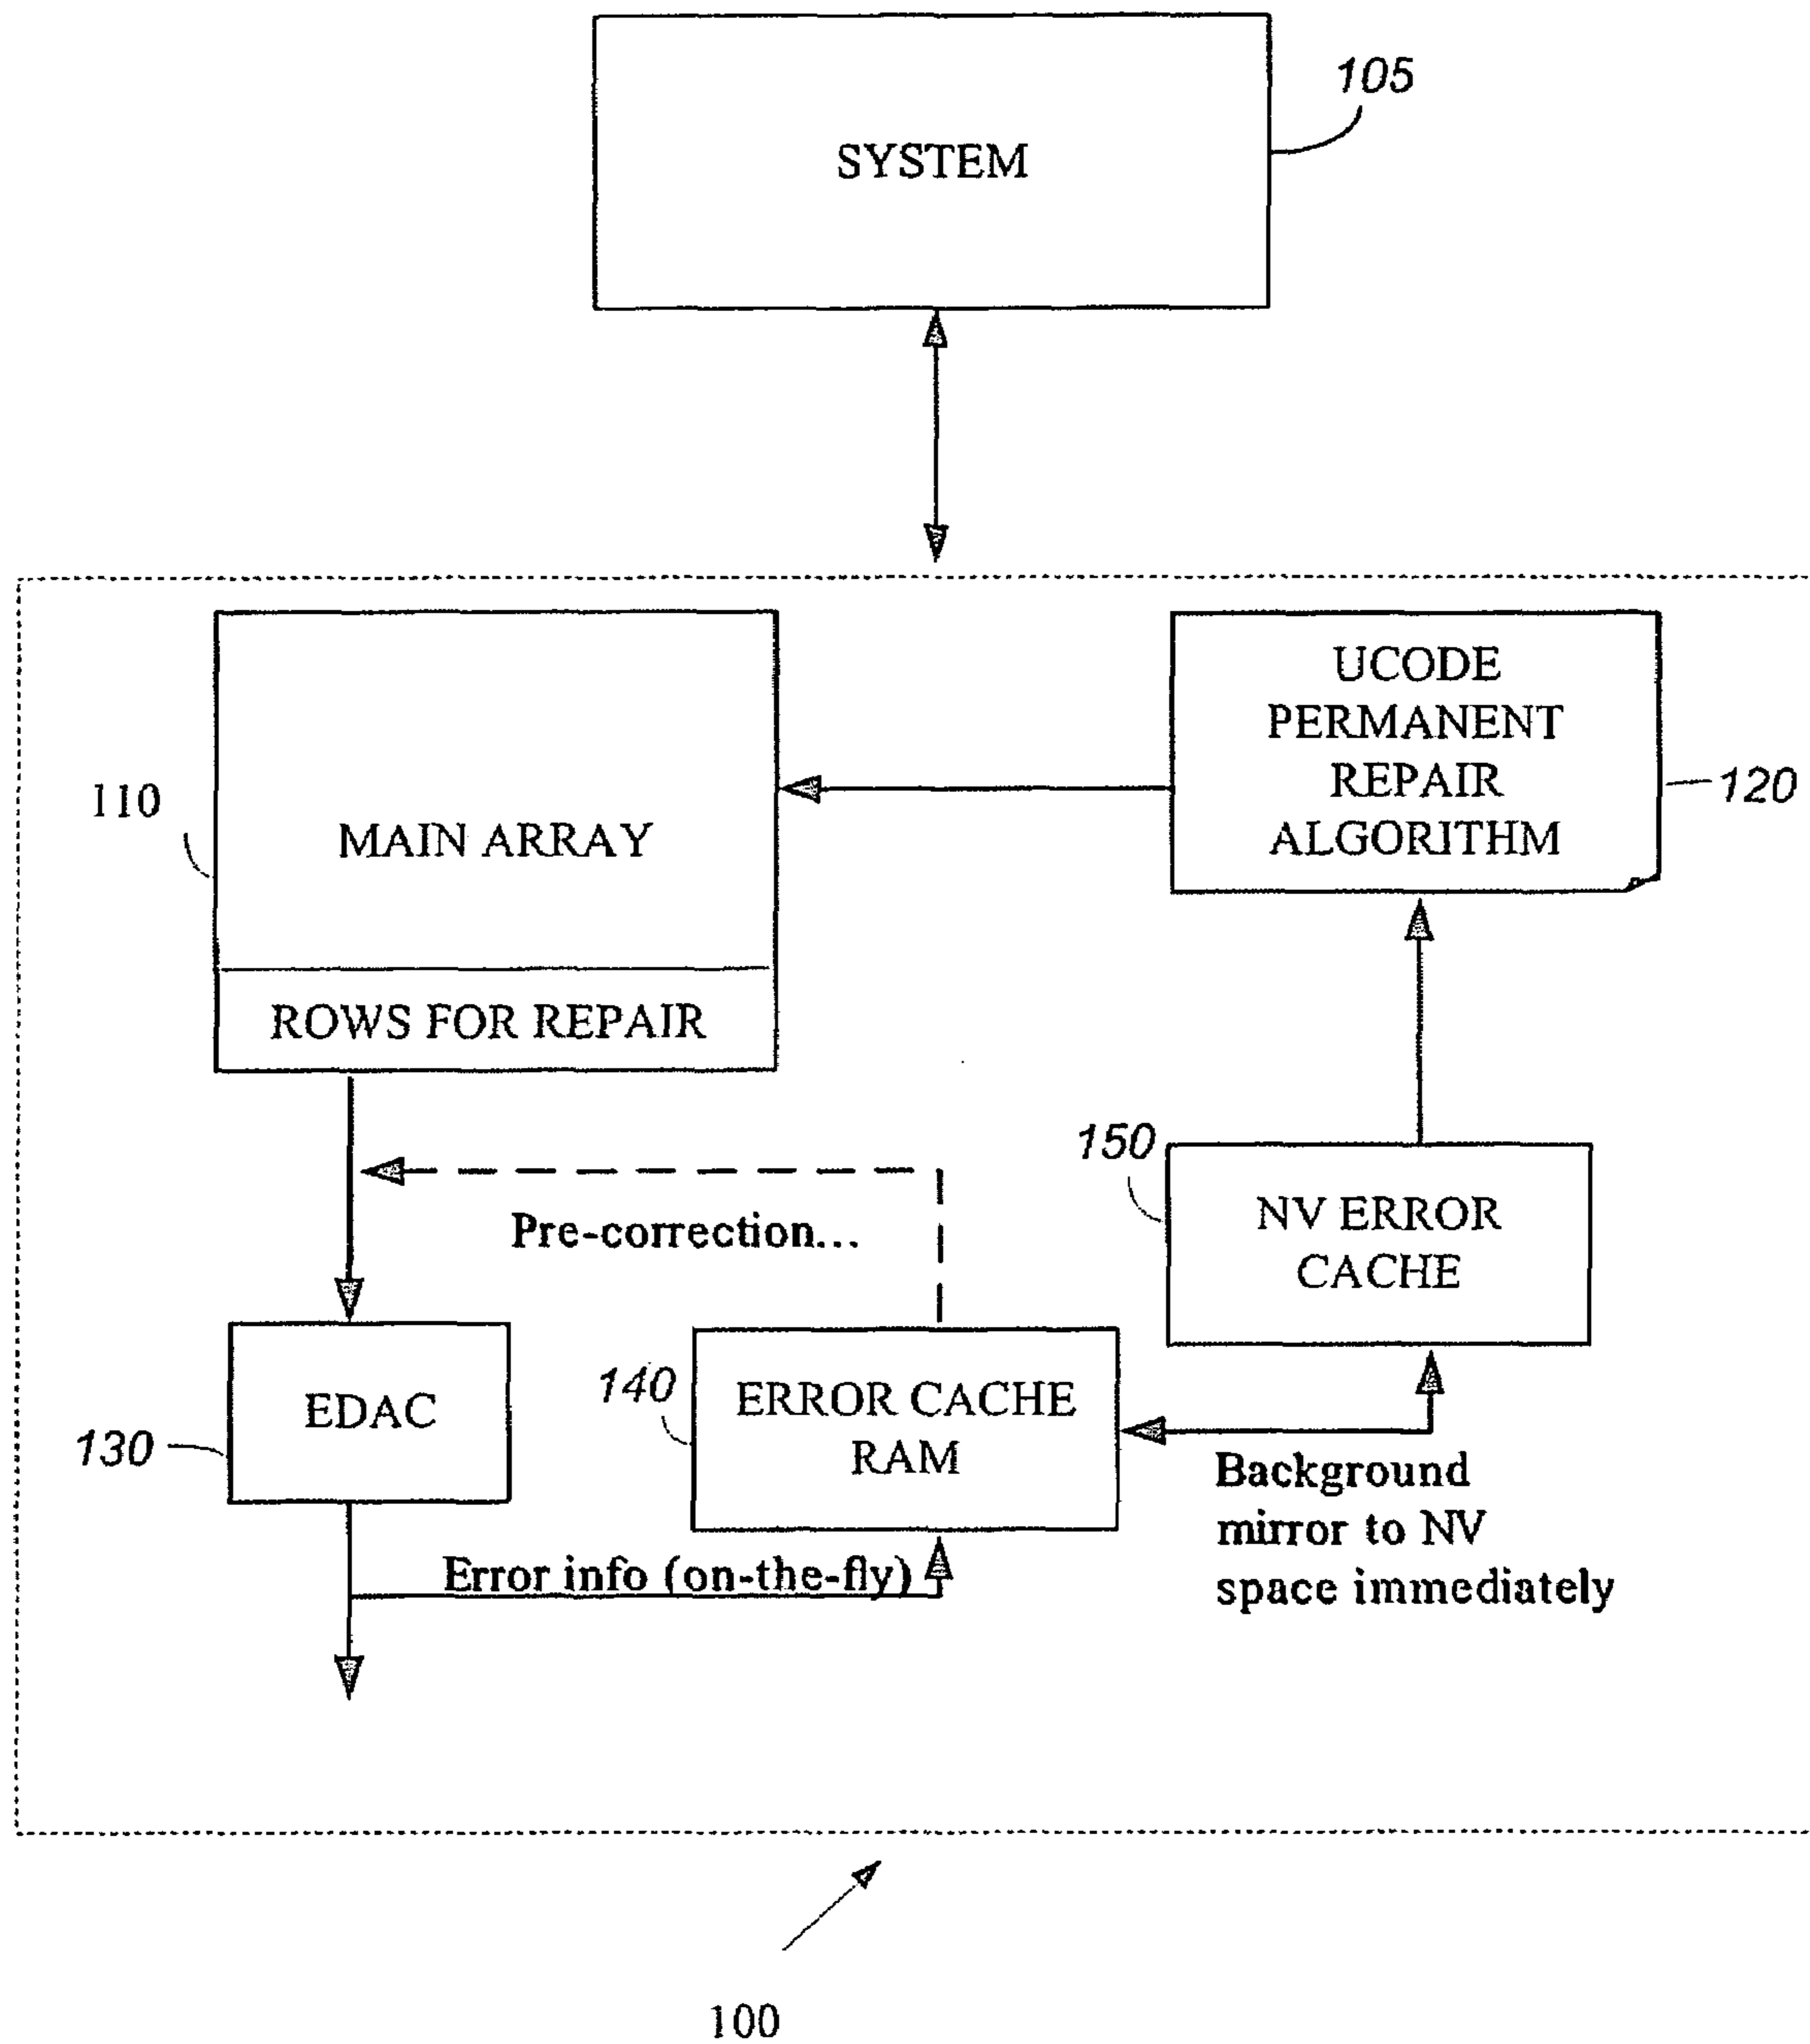 105
SYSTEM
UCODE
PERMANENT
REPAIR
ALGORITHM
120
110
MAIN ARRAY
ROWS FOR REPAIR
150
NV ERROR
CACHE
Pre-correction...
EDAC
130
140
ERROR CACHE
RAM
Background
mirror to NV
space immediately
Error info (on-the-fly)
100